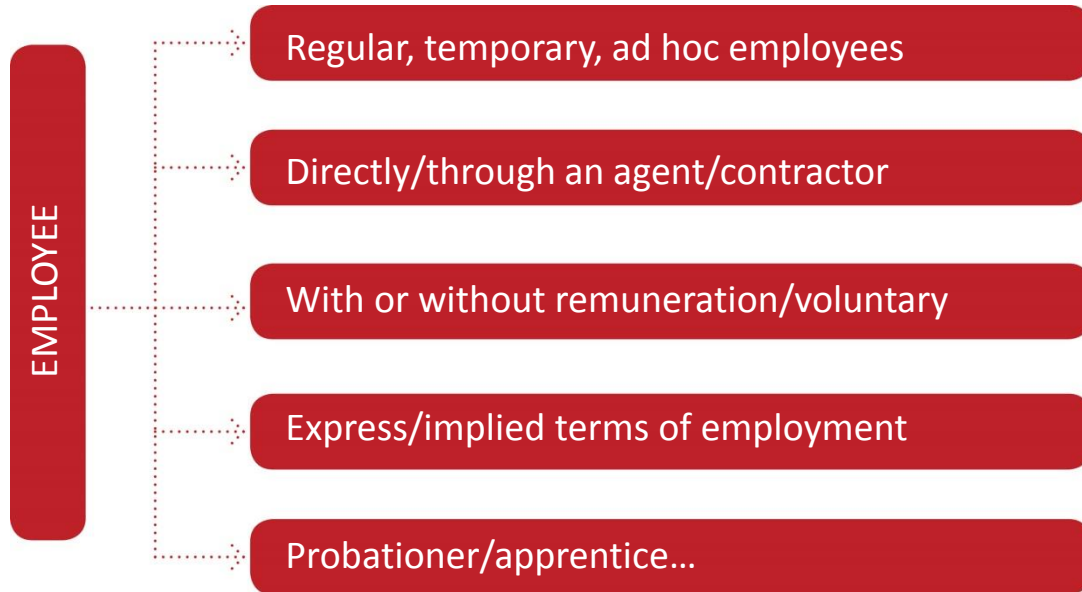 EMPLOYEE
Regular, temporary, ad hoc employees
Directly/through an agent/contractor
With or without remuneration/voluntary
Express/implied terms of employment
Probationer/apprentice…